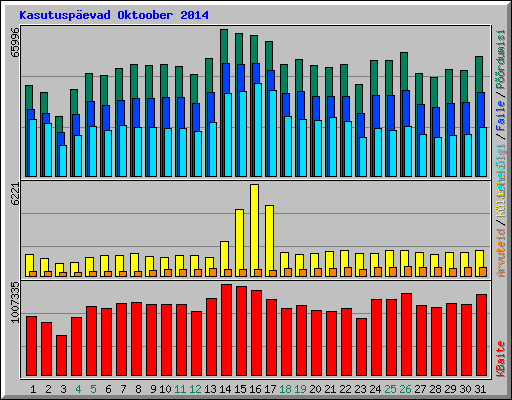 Kasutuspäevad Oktoober 2014
65996
6221
1007335
Pöördumisi / Faile / Lehekülgi
Külastusi / Arvuteid
KBaite
1 2 3 4 5 6 7 8 9 10 11 12 13 14 15 16 17 18 19 20 21 22 23 24 25 26 27 28 29 30 31